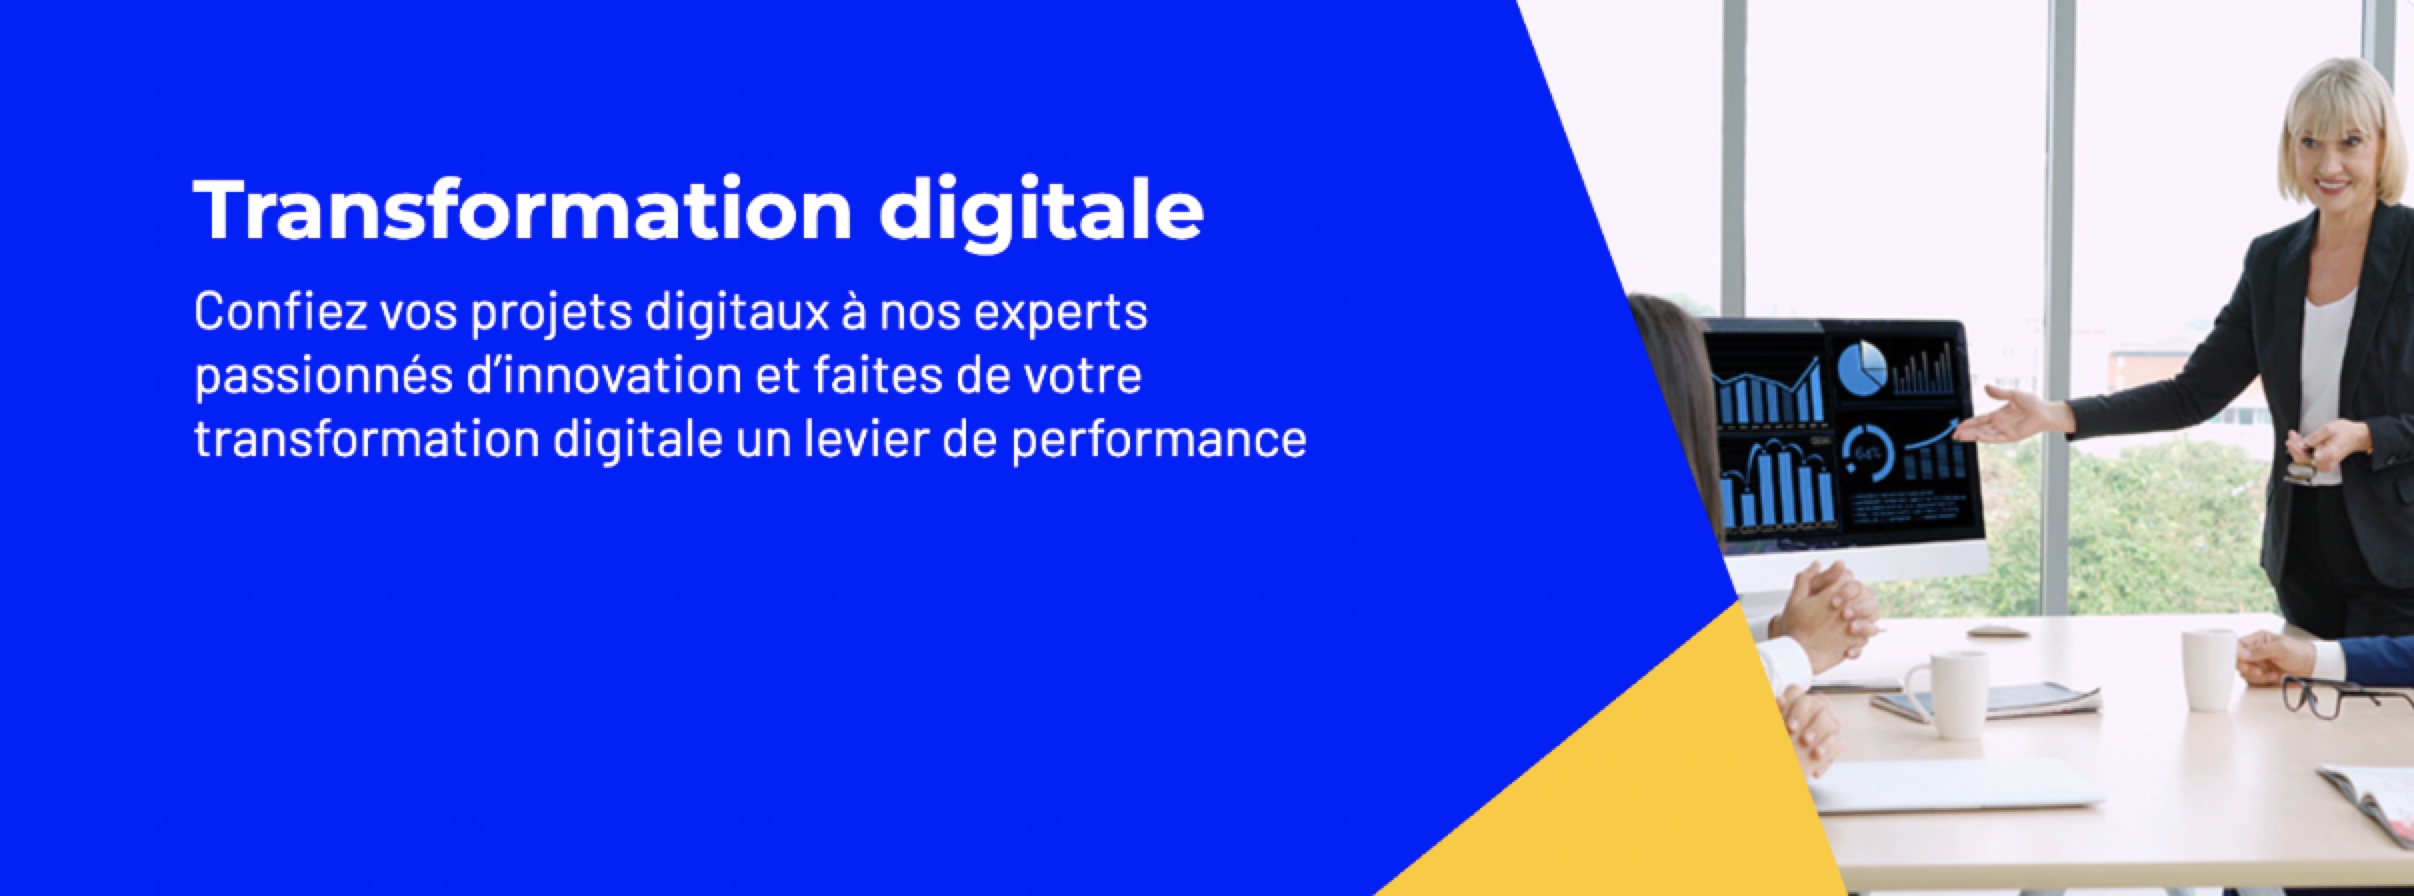 Transformation digitale
Confiez vos projets digitaux à nos experts
passionnés d’innovation et faites de votre
transformation digitale un levier de performance